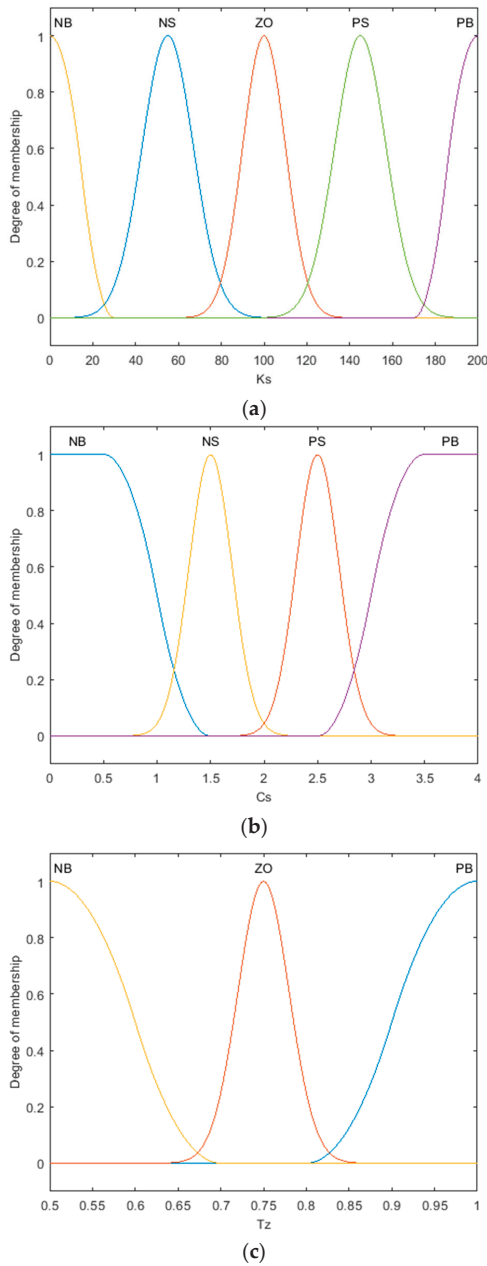 NB NS ZO PS PB
1
0.8
0.6
0.4
0.2
0
Degree of membership
0 20 40 60 80 100 120 140 160 180 200
Ks
(a)
NB NS PS PB
1
0.8
0.6
0.4
0.2
0
Degree of membership
0 0.5 1 1.5 2 2.5 3 3.5 4
Cs
(b)
NB ZO PB
1
0.8
0.6
0.4
0.2
0
Degree of membership
0.5 0.55 0.6 0.65 0.7 0.75 0.8 0.85 0.9 0.95 1
Tz
(c)